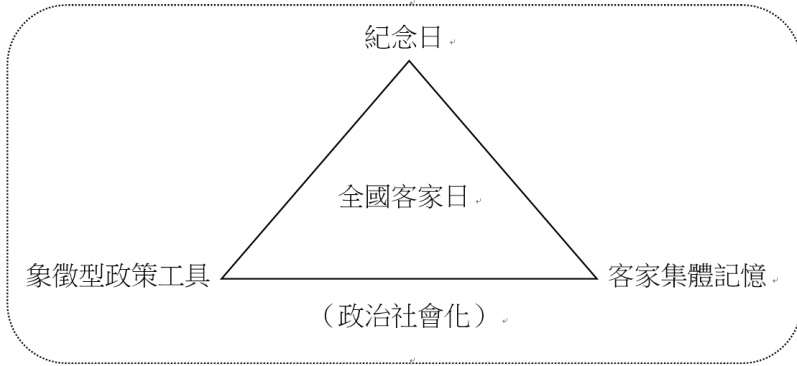 紀念日
全國客家日
象徵型政策工具
客家集體記憶
（政治社會化）